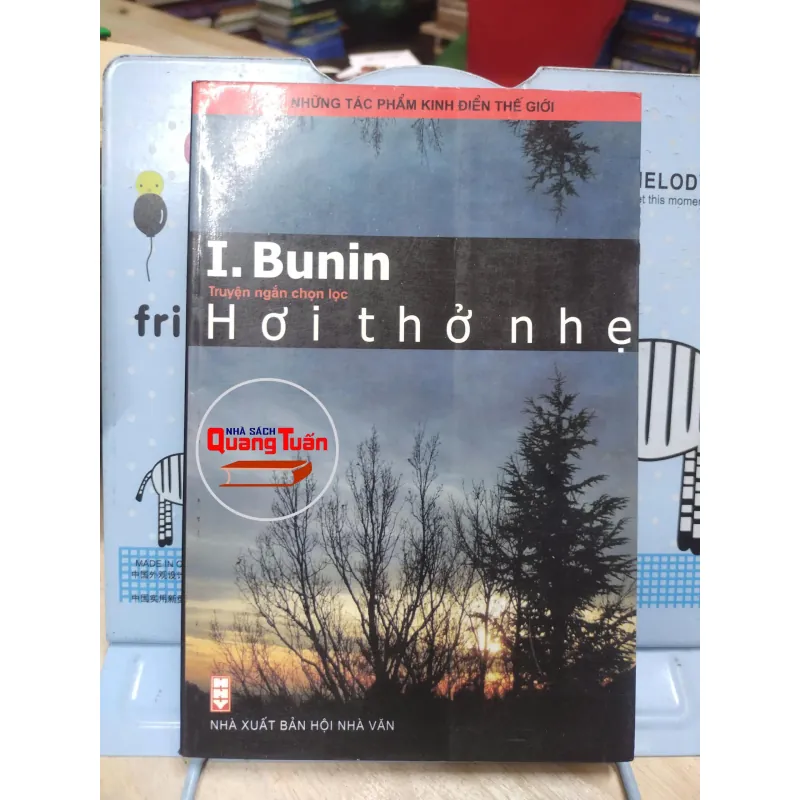 NHỮNG TÁC PHẨM KINH ĐIỂN THẾ GIỚI
I. Bunin
Truyện ngắn chọn lọc
Hơi thở nhẹ
NHÀ SÁCH
Quang Tuấn
NHÀ XUẤT BẢN HỘI NHÀ VĂN
fri
MELODY
MADE IN C